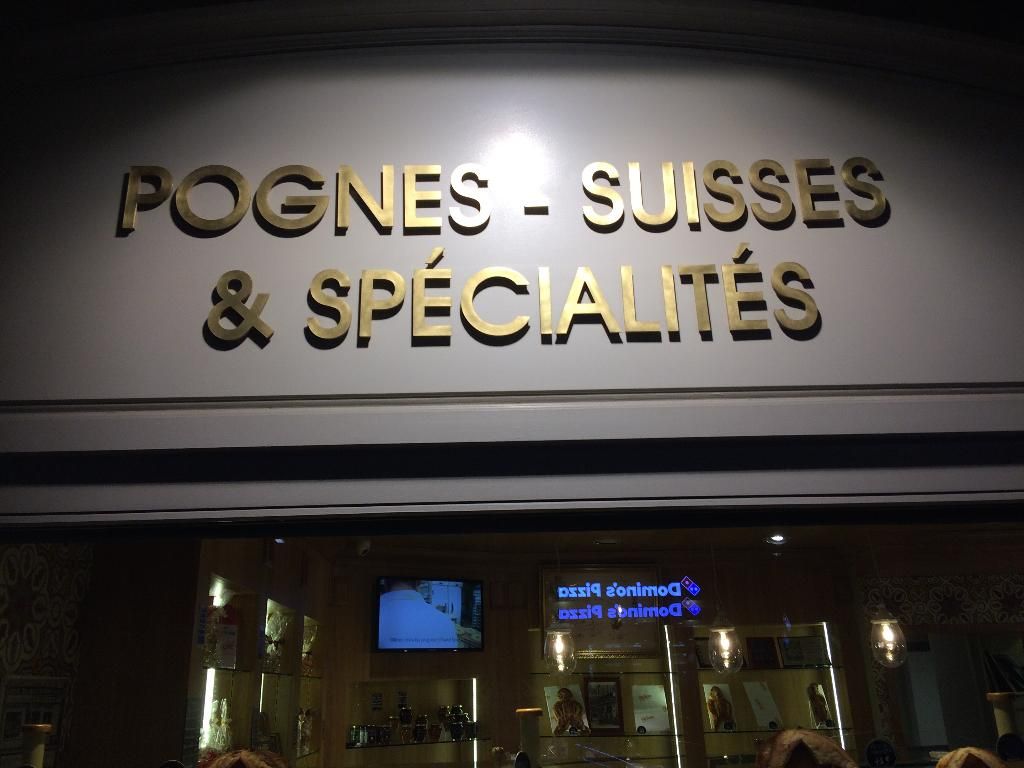 POGNES - SUISSES
& SPÉCIALITÉS
Domino's Pizza
Domino's Pizza